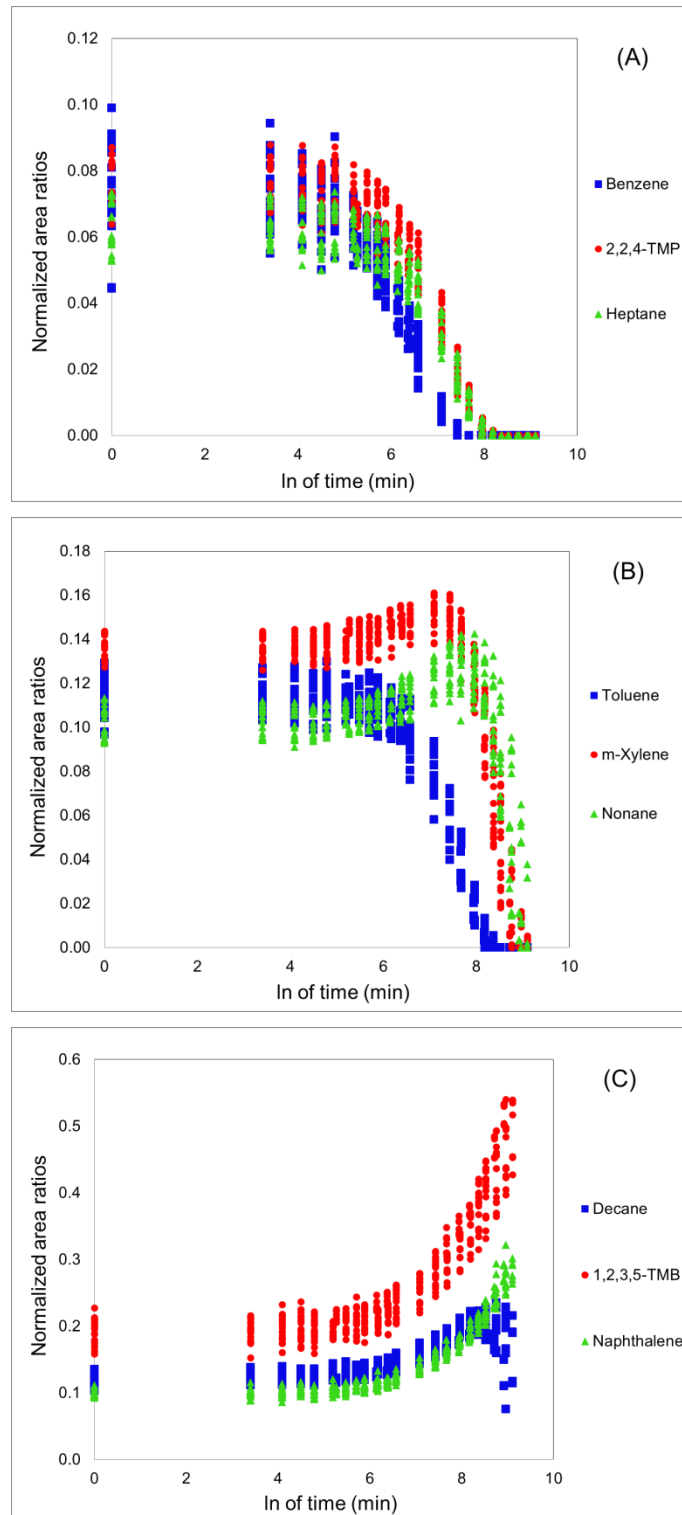 0.12
(A)
0.10
0.08
0.06
0.04
0.02
0.00
Normalized area ratios
Benzene
2,2,4-TMP
Heptane
0 2 4 6 8 10
ln of time (min)
0.18
(B)
0.16
0.14
0.12
0.10
0.08
0.06
0.04
0.02
0.00
Normalized area ratios
Toluene
m-Xylene
Nonane
0 2 4 6 8 10
ln of time (min)
0.6
(C)
0.5
0.4
0.3
0.2
0.1
0.0
Normalized area ratios
Decane
1,2,3,5-TMB
Naphthalene
0 2 4 6 8 10
ln of time (min)